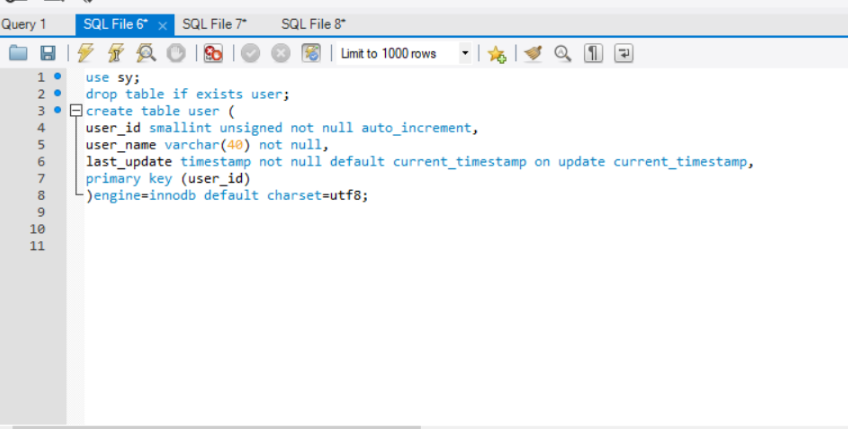 Query 1 SQL File 6* SQL File 7* SQL File 8*
Limit to 1000 rows
1 use sy;
2 drop table if exists user;
3 create table user (
4 user_id smallint unsigned not null auto_increment,
5 user_name varchar(40) not null,
6 last_update timestamp not null default current_timestamp on update current_timestamp,
7 primary key (user_id)
8 )engine=innodb default charset=utf8;
9
10
11